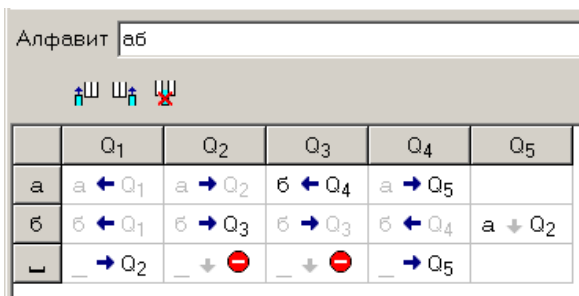 Алфавит аб
Q1 Q2 Q3 Q4 Q5
а а ← Q1 а → Q2 б ← Q4 а → Q5
б б ← Q1 б → Q3 б → Q3 б ← Q4 а ↓ Q2
_ → Q2 _ ↓ _ ↓ _ → Q5